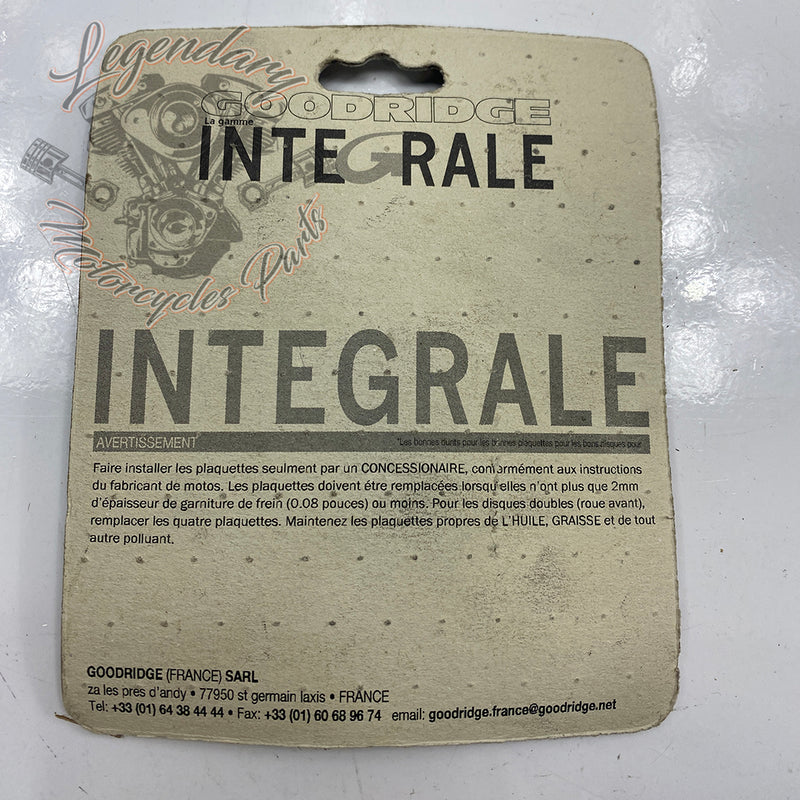 Legendary
Motorcycles Parts
GOODRIDGE
La gamme
INTEGRALE
INTEGRALE
AVERTISSEMENT
"Les bonnes durits pour les bonnes plaquettes pour les bons disques pour
Faire installer les plaquettes seulment par un CONCESSIONAIRE, conformément aux instructions
du fabricant de motos. Les plaquettes doivent étre remplacées lorsqu'elles n'ont plus que 2mm
d'épaisseur de garniture de frein (0.08 pouces) ou moins. Pour les disques doubles (roue avant),
remplacer les quatre plaquettes. Maintenez les plaquettes propres de L'HUILE, GRAISSE et de tout
autre polluant.
GOODRIDGE (FRANCE) SARL
za les pres d'andy • 77950 st germain laxis • FRANCE
Tel: +33 (01) 64 38 44 44 • Fax: +33 (01) 60 68 96 74 email: goodridge.france@goodridge.net